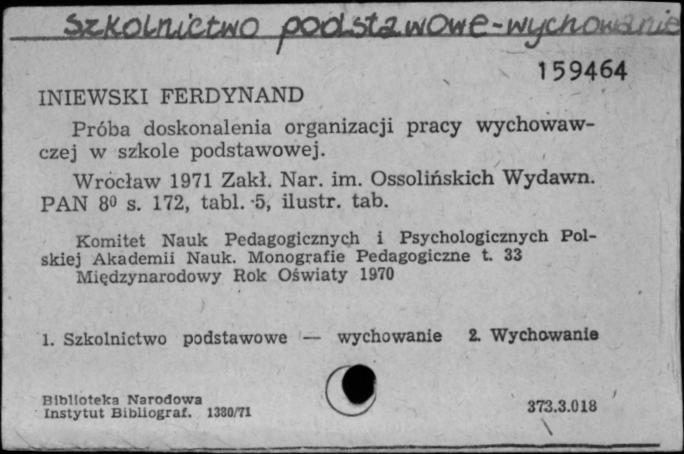 Szkolnictwo podstawowe-wychowanie
159464
INIEWSKI FERDYNAND
Próba doskonalenia organizacji pracy wychowaw-
czej w szkole podstawowej.
Wrocław 1971 Zakł. Nar. im. Ossolińskich Wydawn.
PAN 8⁰ s. 172, tabl. 5, ilustr. tab.
Komitet Nauk Pedagogicznych i Psychologicznych Pol-
skiej Akademii Nauk. Monografie Pedagogiczne t. 33
Międzynarodowy Rok Oświaty 1970
1. Szkolnictwo podstawowe — wychowanie 2. Wychowanie
Biblioteka Narodowa
Instytut Bibliograf. 1380/71
373.3.018